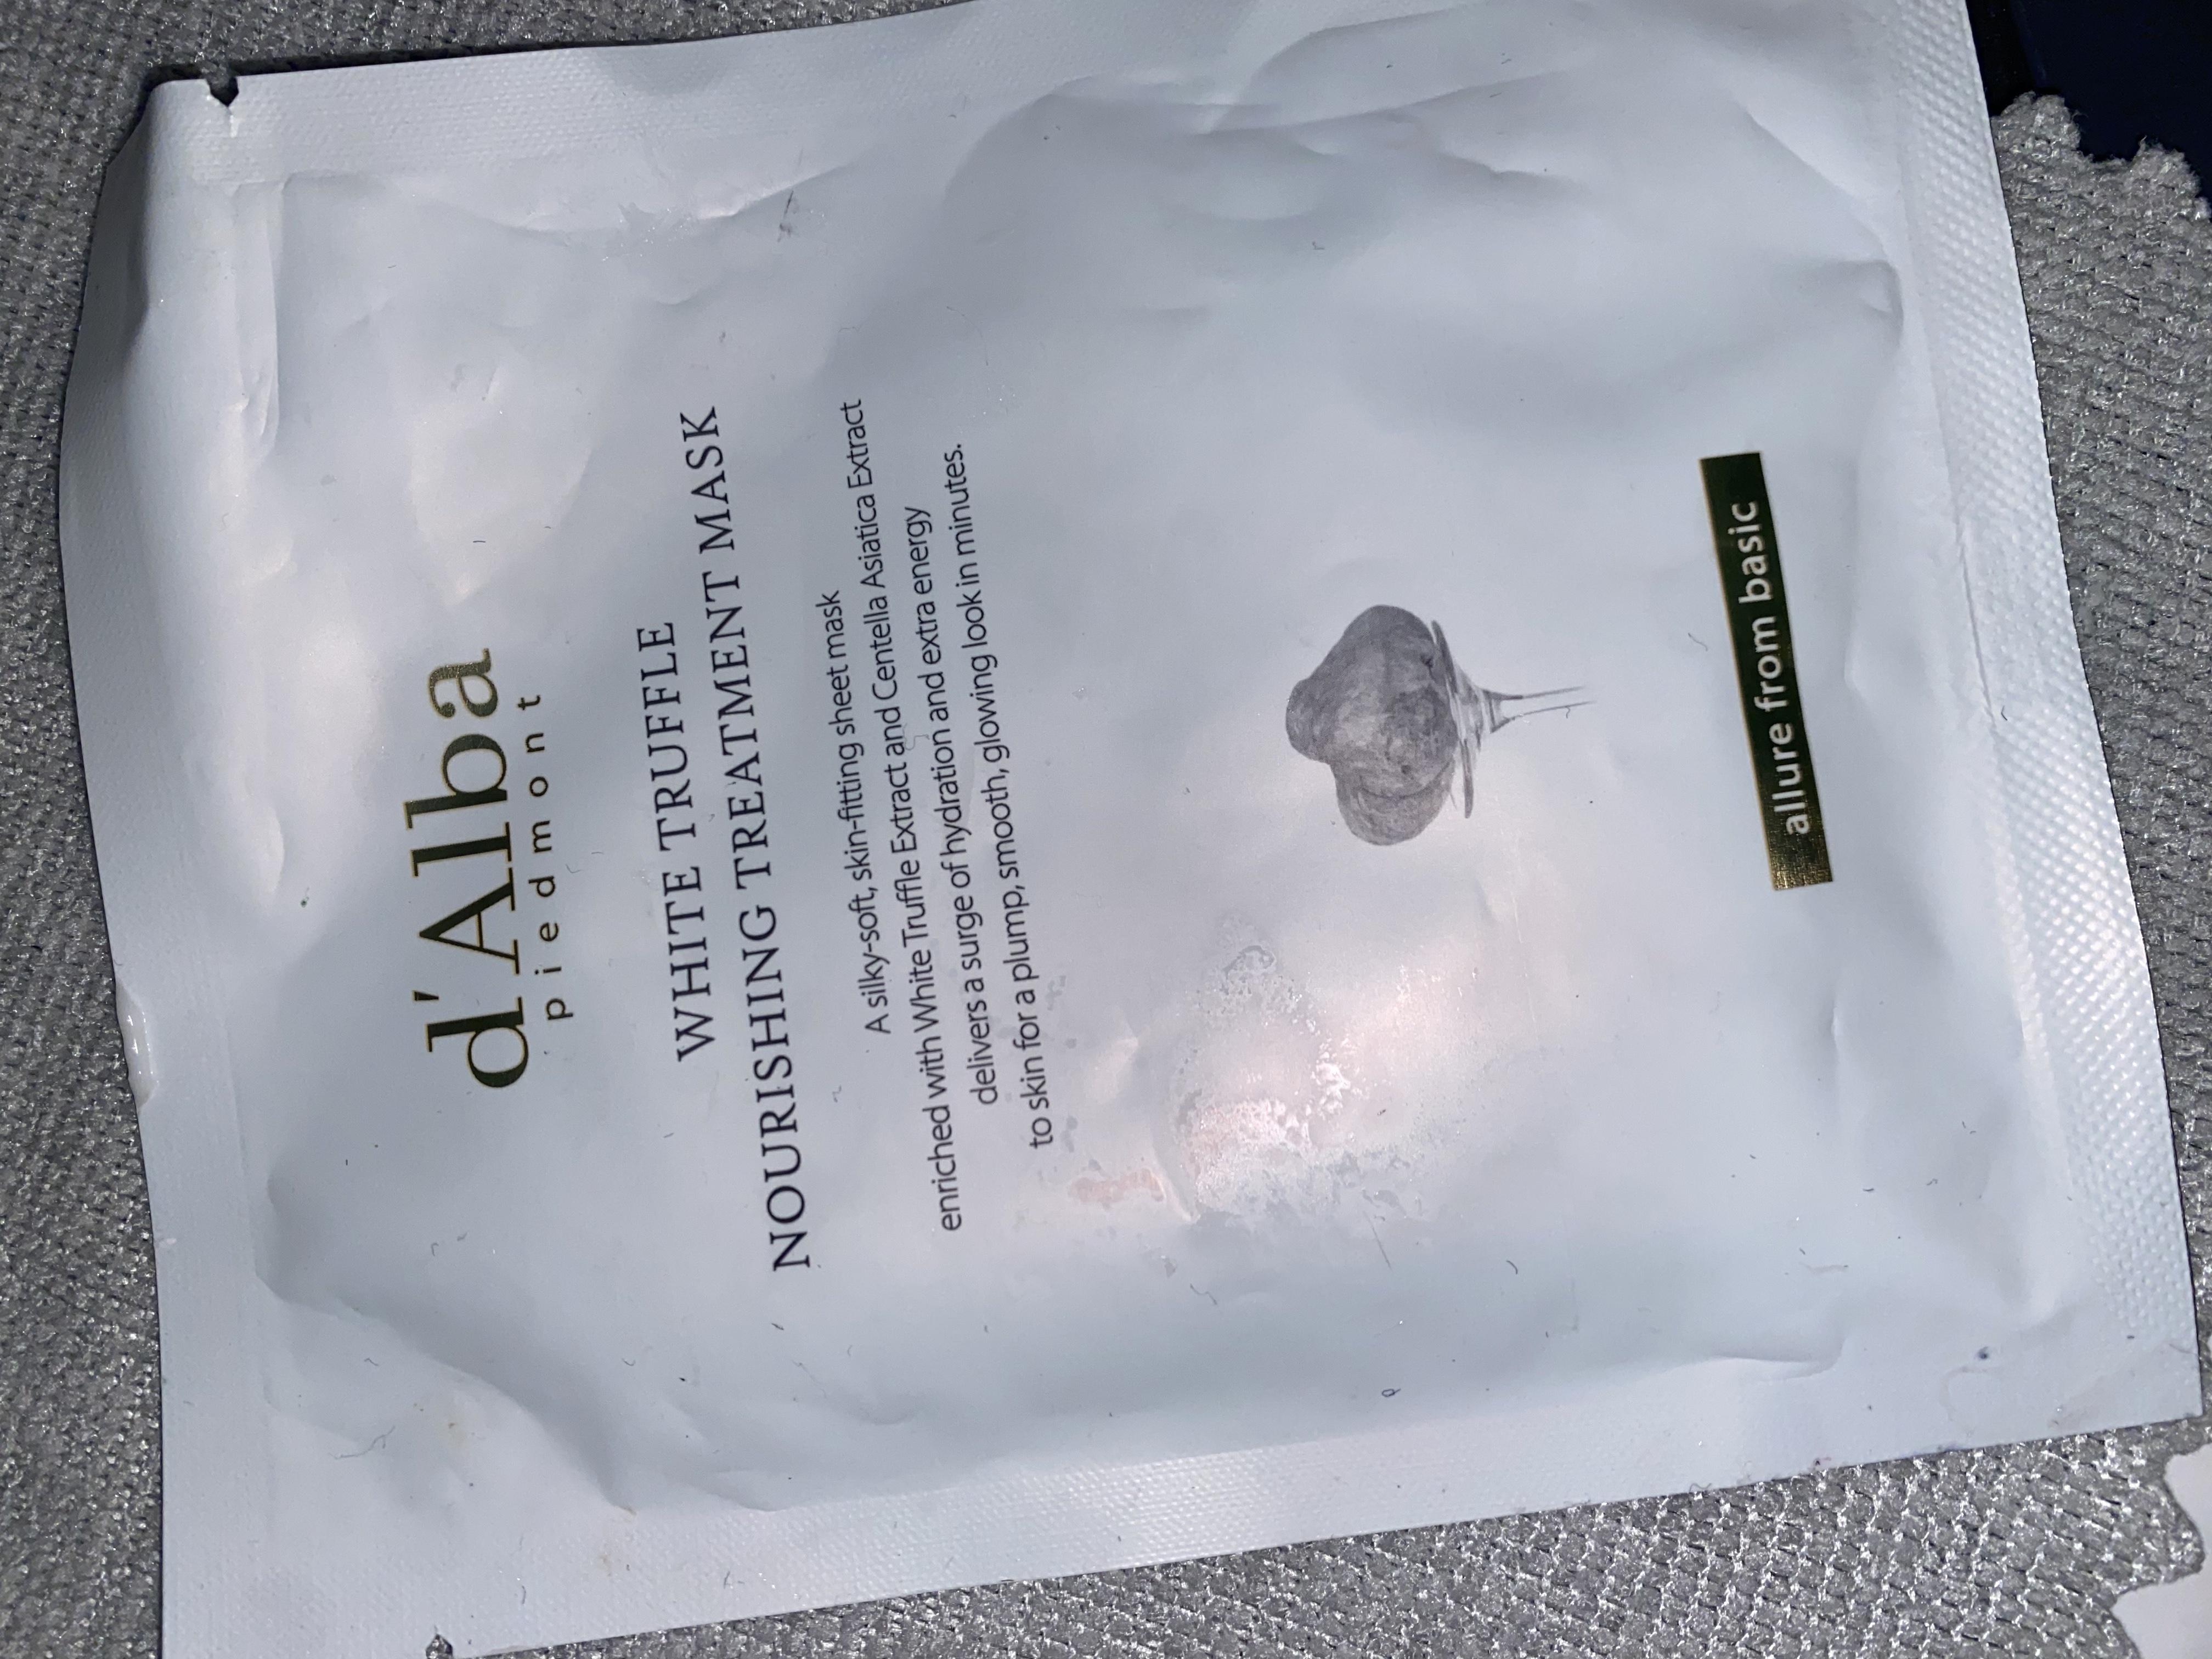 d'Alba
piedmont
WHITE TRUFFLE
NOURISHING TREATMENT MASK
A silky-soft, skin-fitting sheet mask
enriched with White Truffle Extract and Centella Asiatica Extract
delivers a surge of hydration and extra energy
to skin for a plump, smooth, glowing look in minutes.
allure from basic